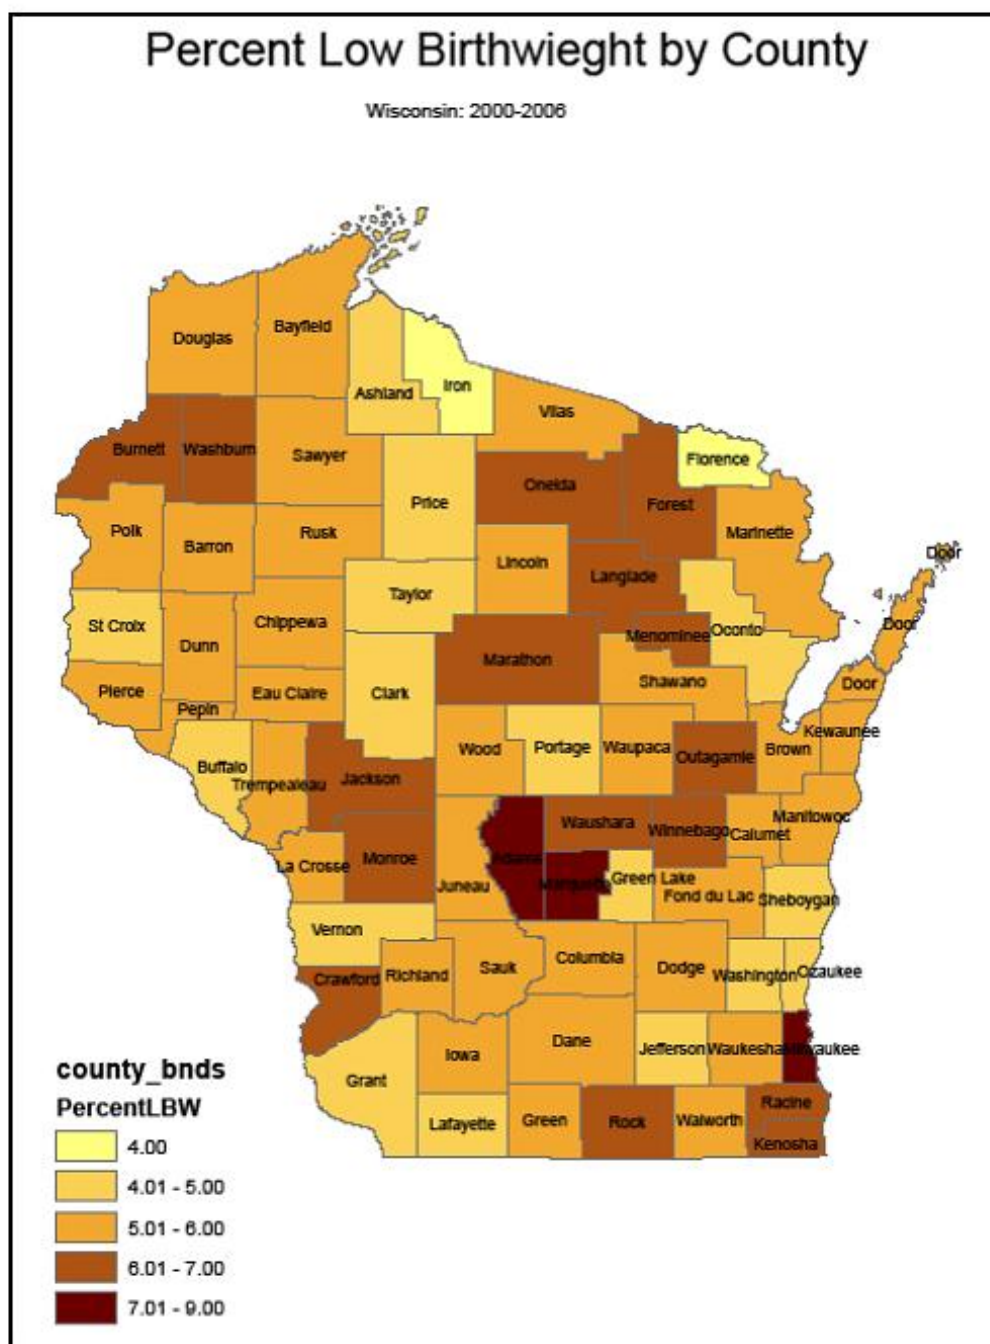 Percent Low Birthwieght by County
Wisconsin: 2000-2006
Douglas
Bayfield
Ashland
Iron
Vilas
Burnett
Washburn
Sawyer
Florence
Price
Oneida
Forest
Polk
Barron
Rusk
Marinette
Lincoln
Door
Langlade
Taylor
St Croix
Chippewa
Dunn
Menominee
Oconto
Door
Marathon
Pierce
Eau Claire
Clark
Shawano
Door
Pepin
Kewaunee
Wood
Portage
Waupaca
Outagamie
Brown
Buffalo
Trempealeau
Jackson
Waushara
Winnebago
Calumet
Manitowoc
La Crosse
Monroe
Juneau
Adams
Green Lake
Fond du Lac
Sheboygan
Vernon
Crawford
Richland
Sauk
Columbia
Dodge
Washington
Ozaukee
Grant
Iowa
Dane
Jefferson
Waukesha
Lafayette
Green
Rock
Walworth
Racine
Kenosha
county_bnds
PercentLBW
4.00
4.01 - 5.00
5.01 - 6.00
6.01 - 7.00
7.01 - 9.00